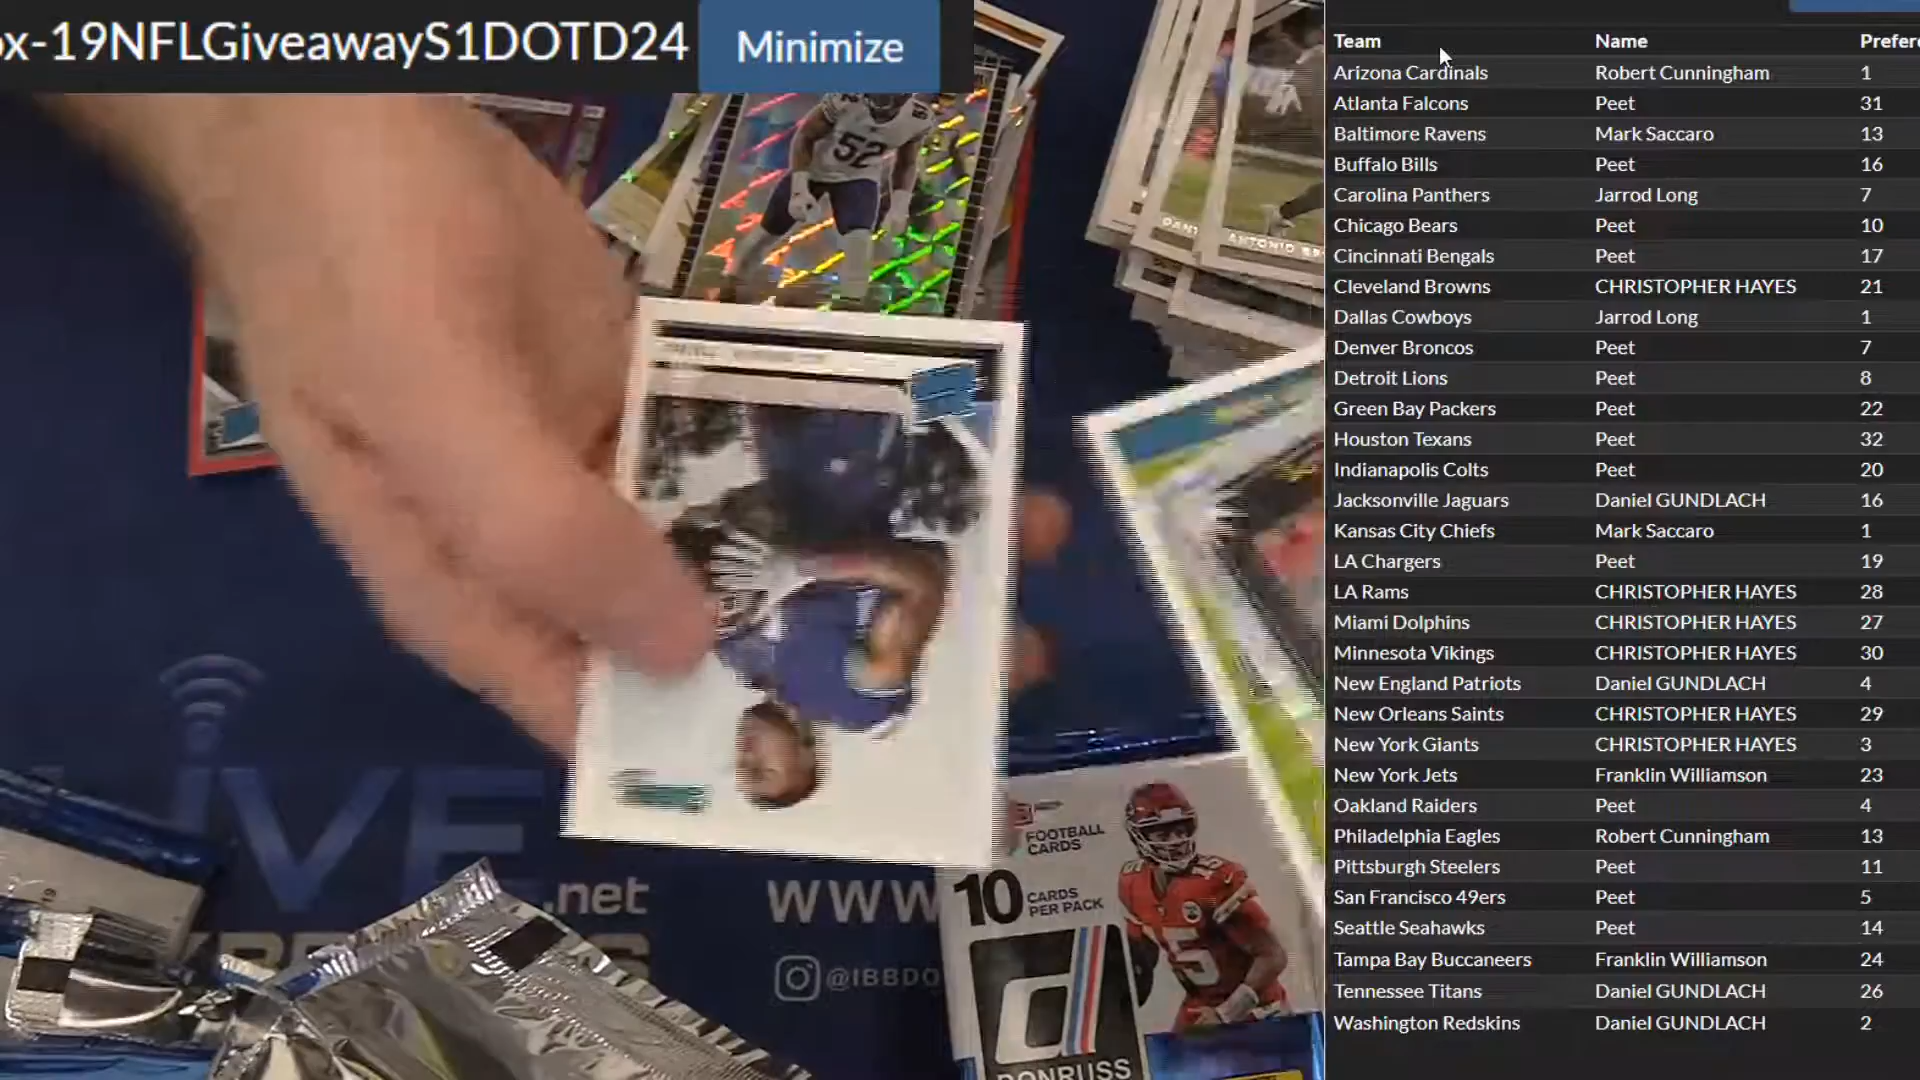 ox-19NFLGiveawayS1DOTD24 Minimize
Team Name Prefere
Arizona Cardinals Robert Cunningham 1
Atlanta Falcons Peet 31
Baltimore Ravens Mark Saccaro 13
Buffalo Bills Peet 16
Carolina Panthers Jarrod Long 7
Chicago Bears Peet 10
Cincinnati Bengals Peet 17
Cleveland Browns CHRISTOPHER HAYES 21
Dallas Cowboys Jarrod Long 1
Denver Broncos Peet 7
Detroit Lions Peet 8
Green Bay Packers Peet 22
Houston Texans Peet 32
Indianapolis Colts Peet 20
Jacksonville Jaguars Daniel GUNDLACH 16
Kansas City Chiefs Mark Saccaro 1
LA Chargers Peet 19
LA Rams CHRISTOPHER HAYES 28
Miami Dolphins CHRISTOPHER HAYES 27
Minnesota Vikings CHRISTOPHER HAYES 30
New England Patriots Daniel GUNDLACH 4
New Orleans Saints CHRISTOPHER HAYES 29
New York Giants CHRISTOPHER HAYES 3
New York Jets Franklin Williamson 23
Oakland Raiders Peet 4
Philadelphia Eagles Robert Cunningham 13
Pittsburgh Steelers Peet 11
San Francisco 49ers Peet 5
Seattle Seahawks Peet 14
Tampa Bay Buccaneers Franklin Williamson 24
Tennessee Titans Daniel GUNDLACH 26
Washington Redskins Daniel GUNDLACH 2
52
ANTONIO
IVE
.net
WWW
@IBBDO
FOOTBALL
CARDS
10 CARDS
PER PACK
15
DONRUSS